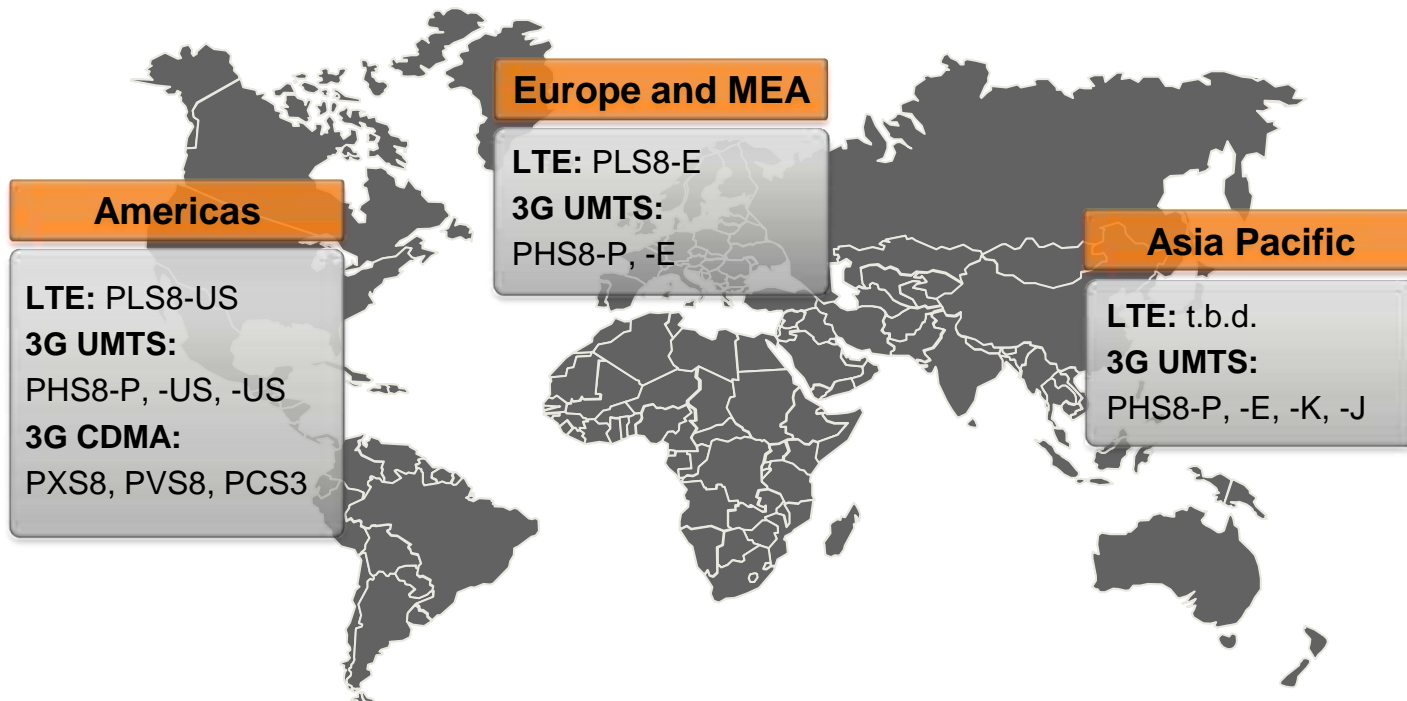 Americas
LTE: PLS8-US
3G UMTS:
PHS8-P, -US, -US
3G CDMA:
PXS8, PVS8, PCS3
Europe and MEA
LTE: PLS8-E
3G UMTS:
PHS8-P, -E
Asia Pacific
LTE: t.b.d.
3G UMTS:
PHS8-P, -E, -K, -J